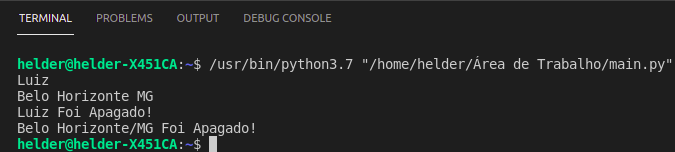 TERMINAL PROBLEMS OUTPUT DEBUG CONSOLE
helder@helder-X451CA:~$ /usr/bin/python3.7 "/home/helder/Área de Trabalho/main.py"
Luiz
Belo Horizonte MG
Luiz Foi Apagado!
Belo Horizonte/MG Foi Apagado!
helder@helder-X451CA:~$